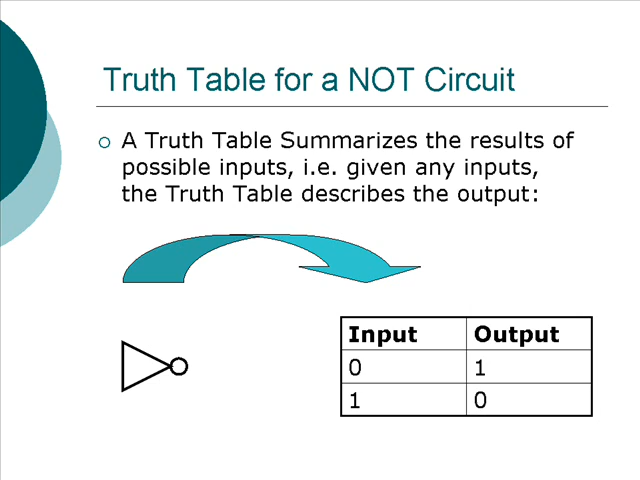 Truth Table for a NOT Circuit
A Truth Table Summarizes the results of
possible inputs, i.e. given any inputs,
the Truth Table describes the output:
Input Output
0 1
1 0